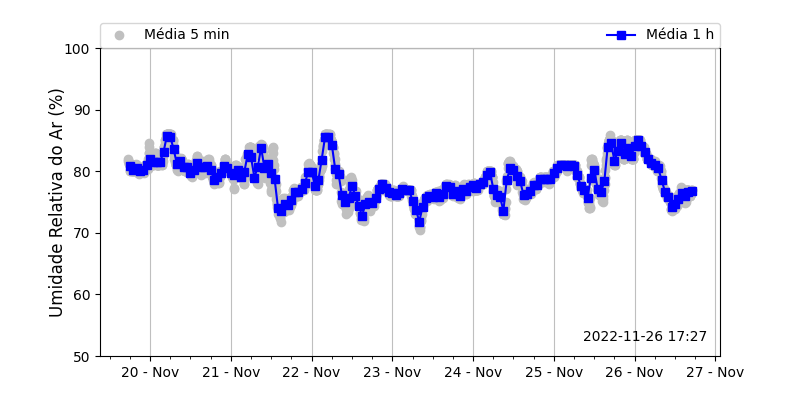 Média 5 min
Média 1 h
100
90
80
70
60
50
Umidade Relativa do Ar (%)
2022-11-26 17:27
20 - Nov
21 - Nov
22 - Nov
23 - Nov
24 - Nov
25 - Nov
26 - Nov
27 - Nov